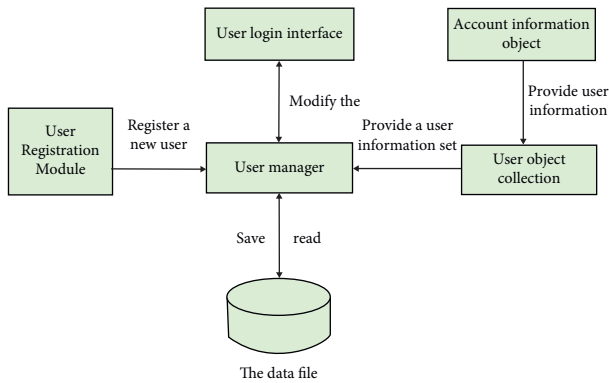 User login interface
Account information
object
Modify the
Provide user
information
User
Registration
Module
Register a
new user
User manager
Provide a user
information set
User object
collection
Save read
The data file